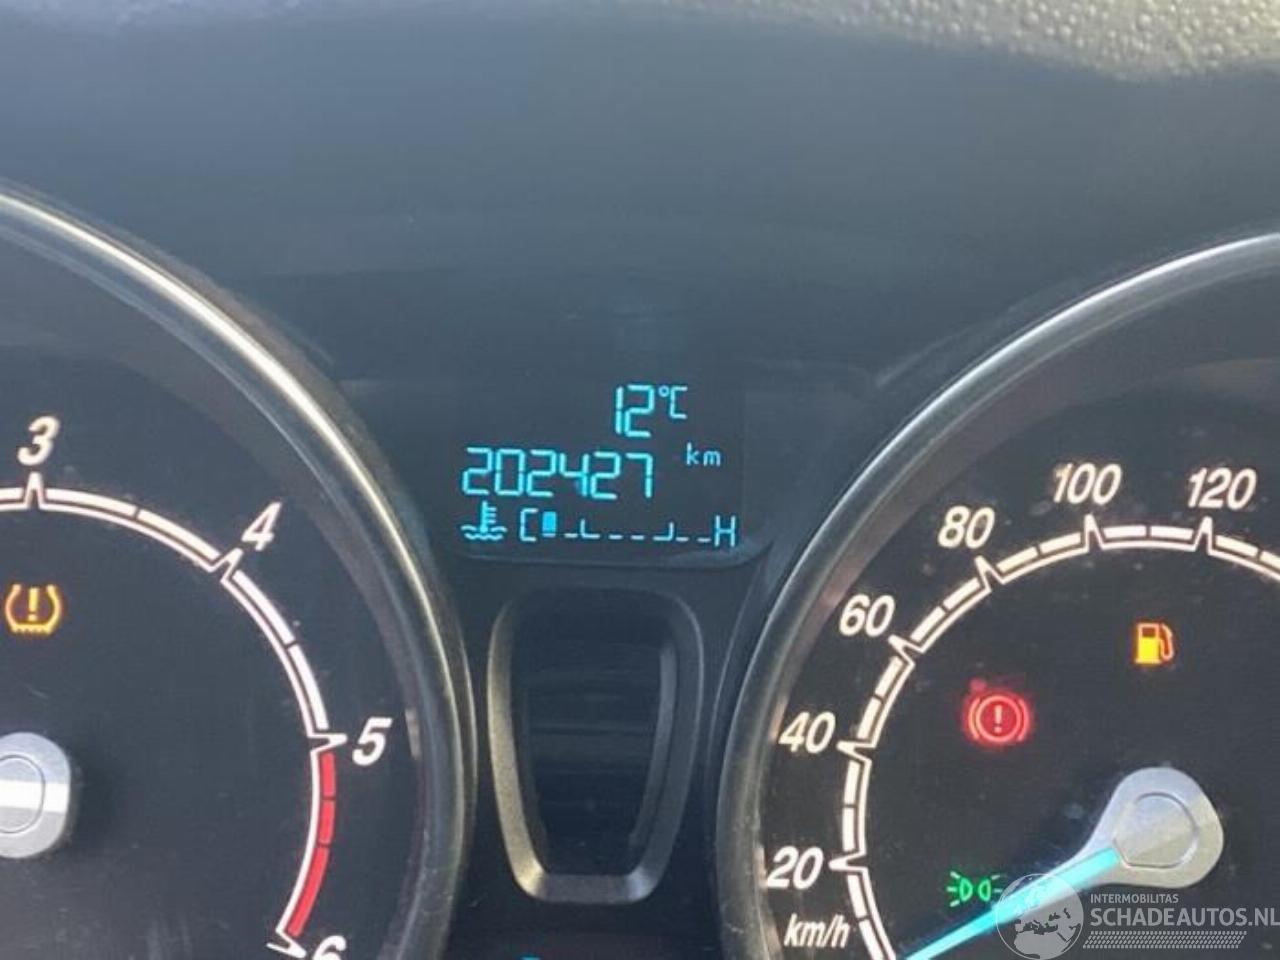 12°C
202427 km
C H
3
4
5
6
100
120
80
60
40
20
km/h
INTERMOBILITAS
SCHADEAUTOS.NL